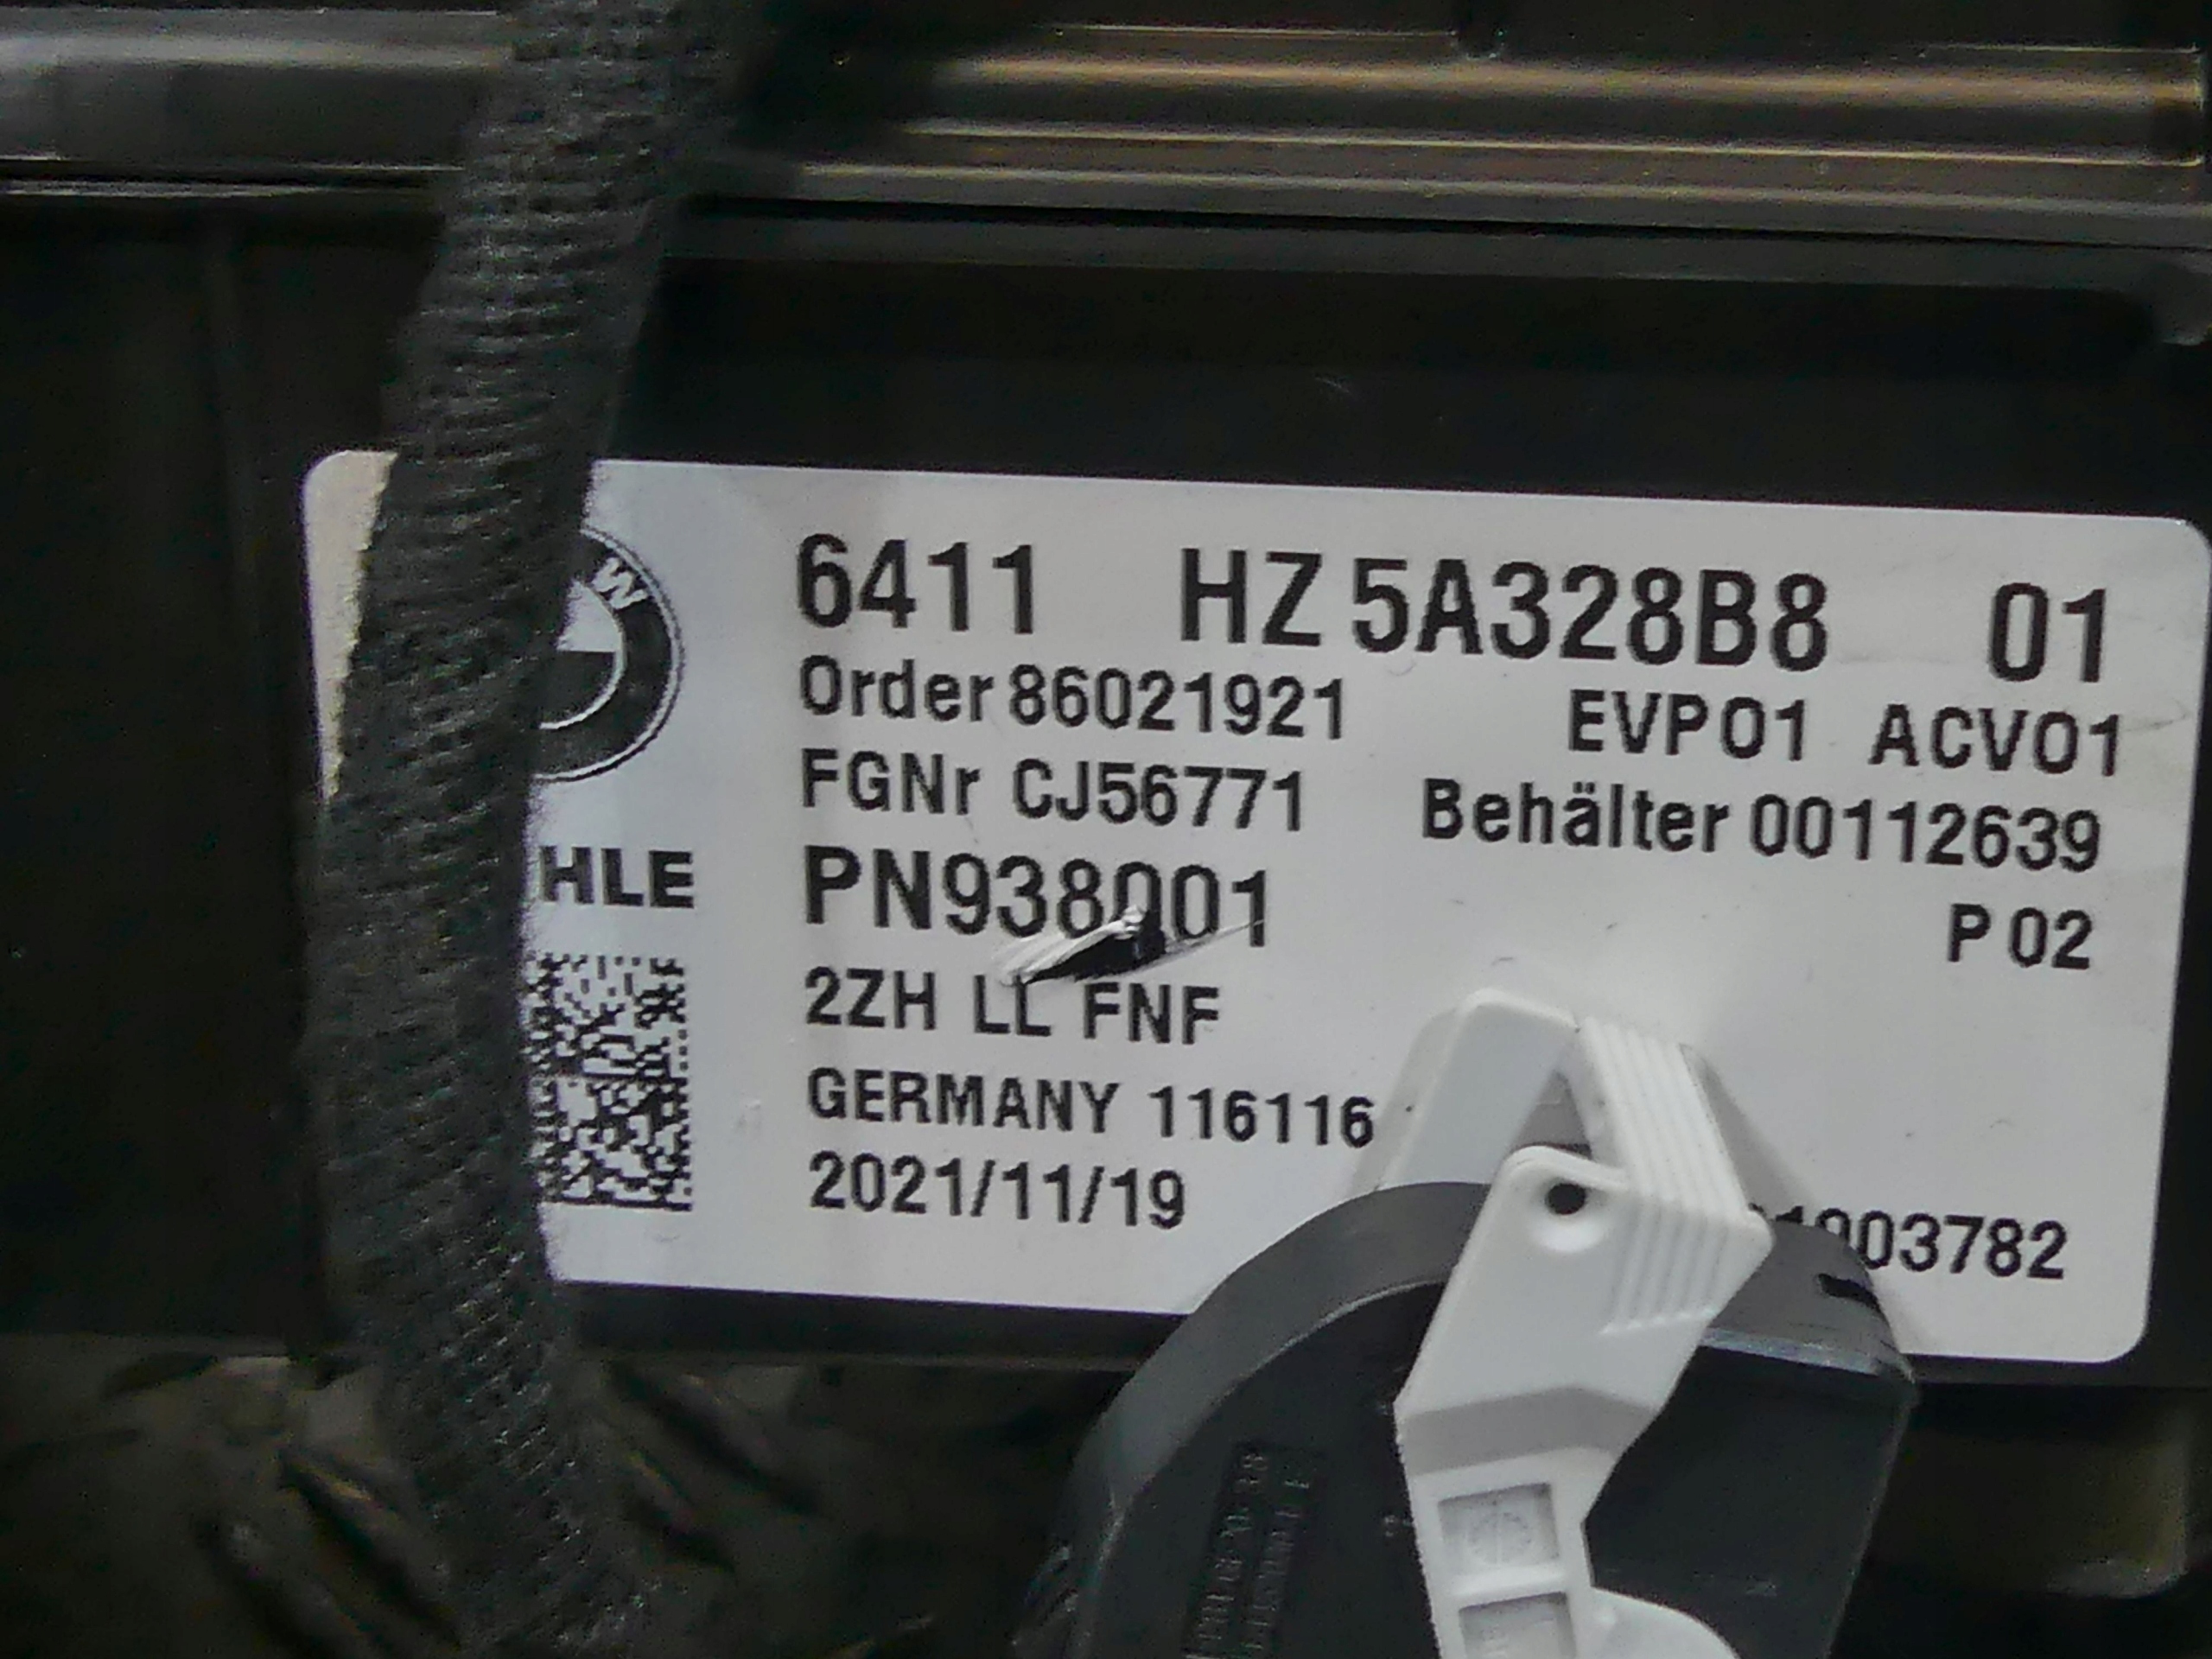 6411 HZ 5A328B8 01
Order 86021921 EVP01 ACV01
FGNr CJ56771 Behälter 00112639
HLE PN938001 P 02
2ZH LL FNF
GERMANY 116116
2021/11/19
W